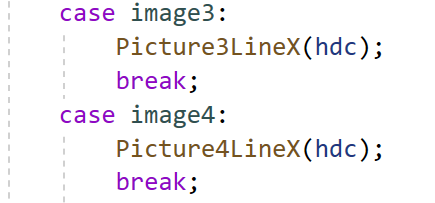 case image3:
    Picture3LineX(hdc);
    break;
case image4:
    Picture4LineX(hdc);
    break;